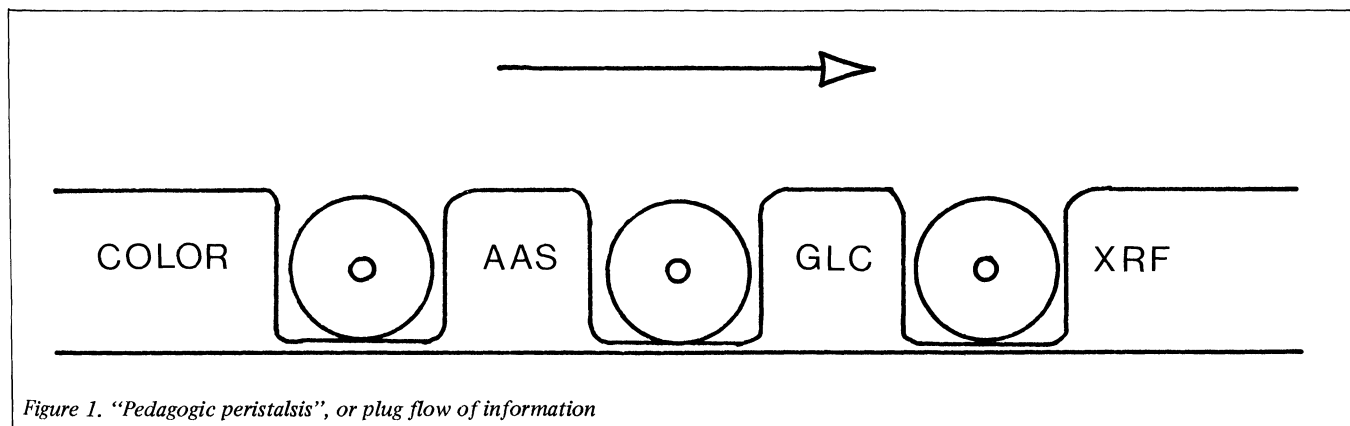 COLOR AAS GLC XRF
Figure 1. "Pedagogic peristalsis", or plug flow of information